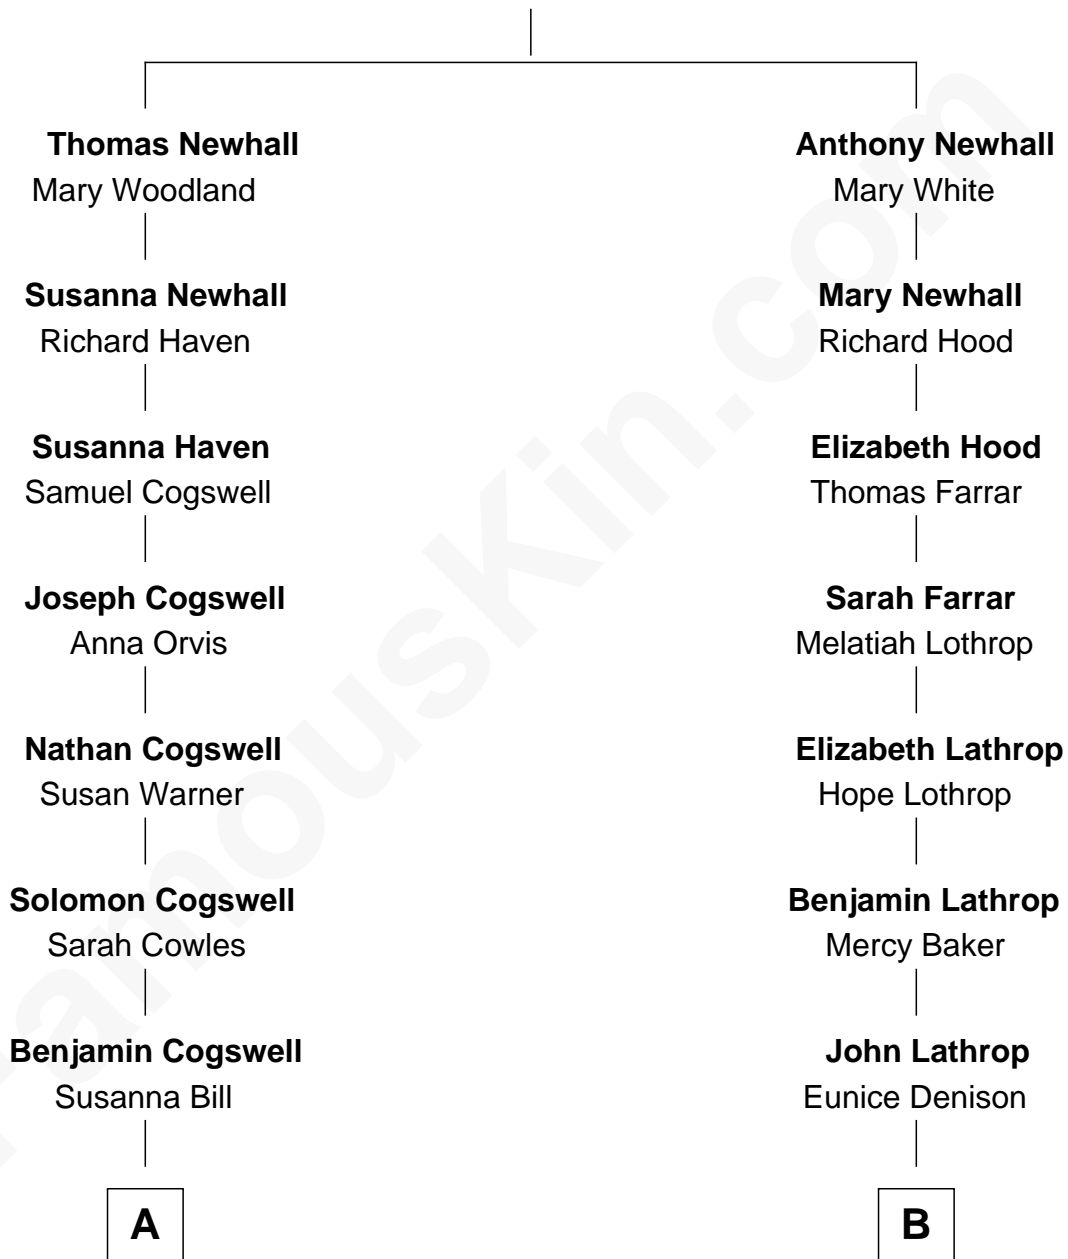 Thomas Newhall
Mary Woodland
Susanna Newhall
Richard Haven
Susanna Haven
Samuel Cogswell
Joseph Cogswell
Anna Orvis
Nathan Cogswell
Susan Warner
Solomon Cogswell
Sarah Cowles
Benjamin Cogswell
Susanna Bill
A
Anthony Newhall
Mary White
Mary Newhall
Richard Hood
Elizabeth Hood
Thomas Farrar
Sarah Farrar
Melatiah Lothrop
Elizabeth Lathrop
Hope Lothrop
Benjamin Lathrop
Mercy Baker
John Lathrop
Eunice Denison
B
FamousKin.com